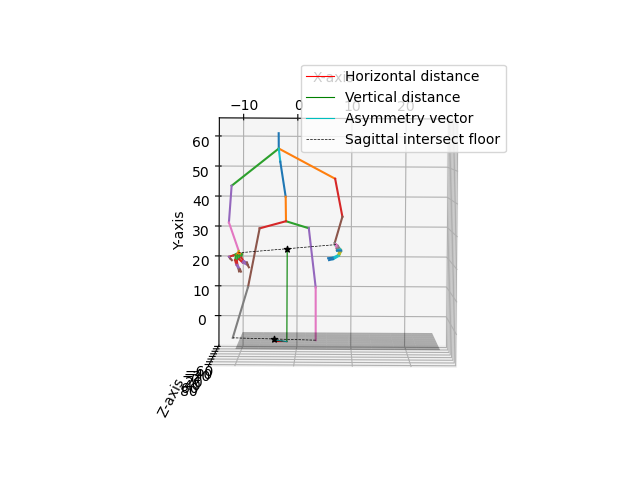 Horizontal distance
Vertical distance
Asymmetry vector
Sagittal intersect floor
X-axis
−10
0
10
20
60
50
40
30
20
10
0
Y-axis
Z-axis